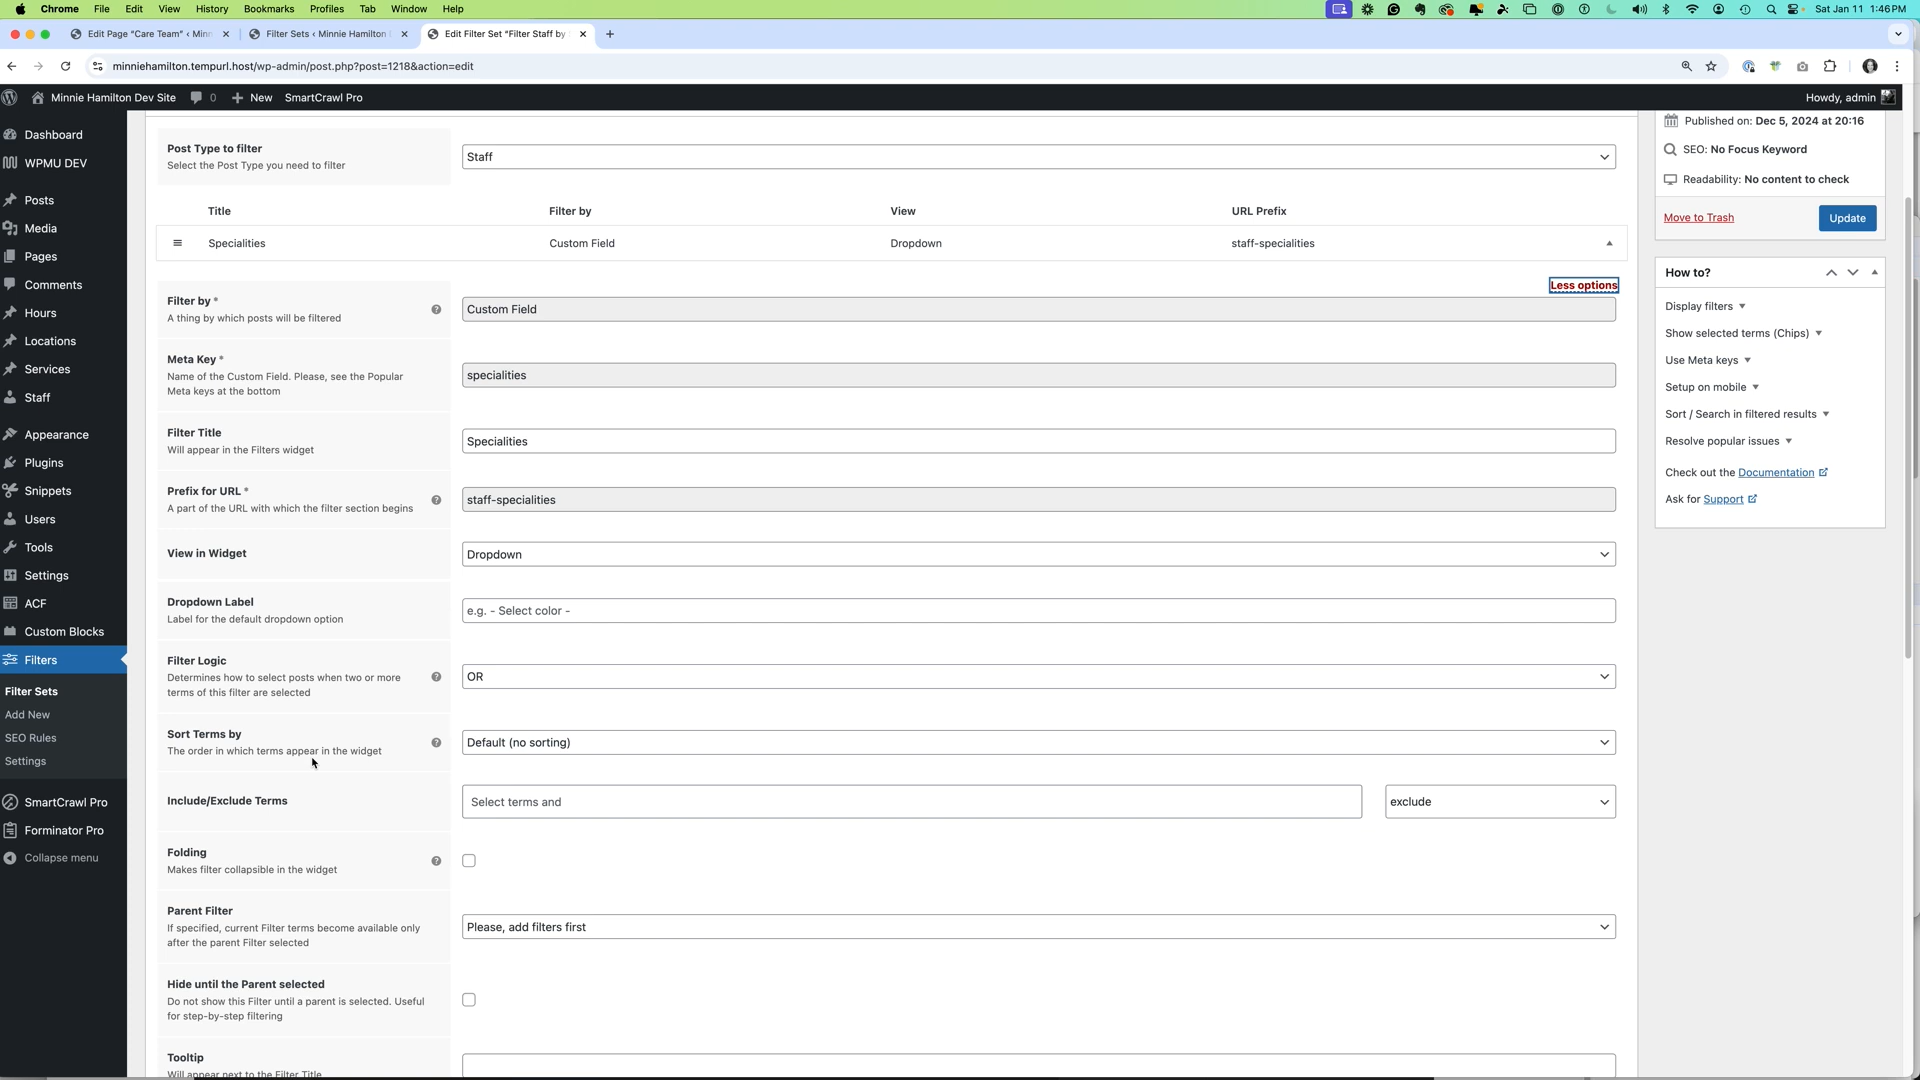 Chrome File Edit View History Bookmarks Profiles Tab Window Help Sat Jan 11 1:46 PM
Edit Page "Care Team" ‹ Minn Filter Sets ‹ Minnie Hamilton Edit Filter Set "Filter Staff by
minniehamilton.tempurl.host/wp-admin/post.php?post=1218&action=edit
Minnie Hamilton Dev Site 0 New SmartCrawl Pro Howdy, admin
Dashboard
WPMU DEV
Posts
Media
Pages
Comments
Hours
Locations
Services
Staff
Appearance
Plugins
Snippets
Users
Tools
Settings
ACF
Custom Blocks
Filters
Filter Sets
Add New
SEO Rules
Settings
SmartCrawl Pro
Forminator Pro
Collapse menu
Post Type to filter
Select the Post Type you need to filter
Staff
Title Filter by View URL Prefix
Specialities Custom Field Dropdown staff-specialities
Less options
Filter by *
A thing by which posts will be filtered
Custom Field
Meta Key *
Name of the Custom Field. Please, see the Popular
Meta keys at the bottom
specialities
Filter Title
Will appear in the Filters widget
Specialities
Prefix for URL *
A part of the URL with which the filter section begins
staff-specialities
View in Widget
Dropdown
Dropdown Label
Label for the default dropdown option
e.g. - Select color -
Filter Logic
Determines how to select posts when two or more
terms of this filter are selected
OR
Sort Terms by
The order in which terms appear in the widget
Default (no sorting)
Include/Exclude Terms
Select terms and
exclude
Folding
Makes filter collapsible in the widget
Parent Filter
If specified, current Filter terms become available only
after the parent Filter selected
Please, add filters first
Hide until the Parent selected
Do not show this Filter until a parent is selected. Useful
for step-by-step filtering
Tooltip
Will appear next to the Filter Title
Published on: Dec 5, 2024 at 20:16
SEO: No Focus Keyword
Readability: No content to check
Move to Trash
Update
How to?
Display filters
Show selected terms (Chips)
Use Meta keys
Setup on mobile
Sort / Search in filtered results
Resolve popular issues
Check out the Documentation
Ask for Support